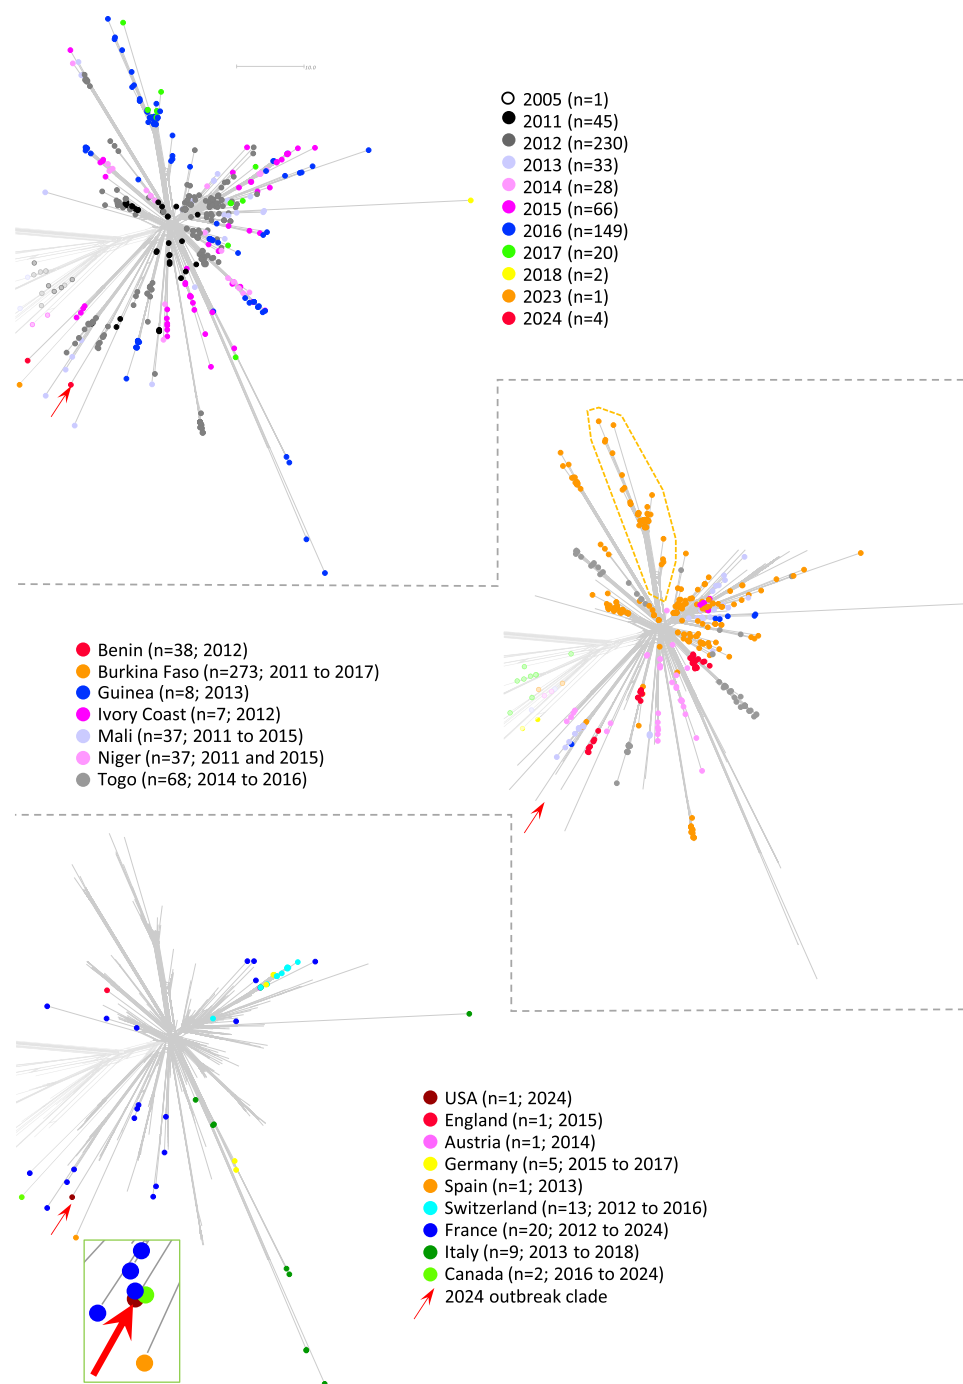 10.0
2005 (n=1)
2011 (n=45)
2012 (n=230)
2013 (n=33)
2014 (n=28)
2015 (n=66)
2016 (n=149)
2017 (n=20)
2018 (n=2)
2023 (n=1)
2024 (n=4)
Benin (n=38; 2012)
Burkina Faso (n=273; 2011 to 2017)
Guinea (n=8; 2013)
Ivory Coast (n=7; 2012)
Mali (n=37; 2011 to 2015)
Niger (n=37; 2011 and 2015)
Togo (n=68; 2014 to 2016)
USA (n=1; 2024)
England (n=1; 2015)
Austria (n=1; 2014)
Germany (n=5; 2015 to 2017)
Spain (n=1; 2013)
Switzerland (n=13; 2012 to 2016)
France (n=20; 2012 to 2024)
Italy (n=9; 2013 to 2018)
Canada (n=2; 2016 to 2024)
2024 outbreak clade